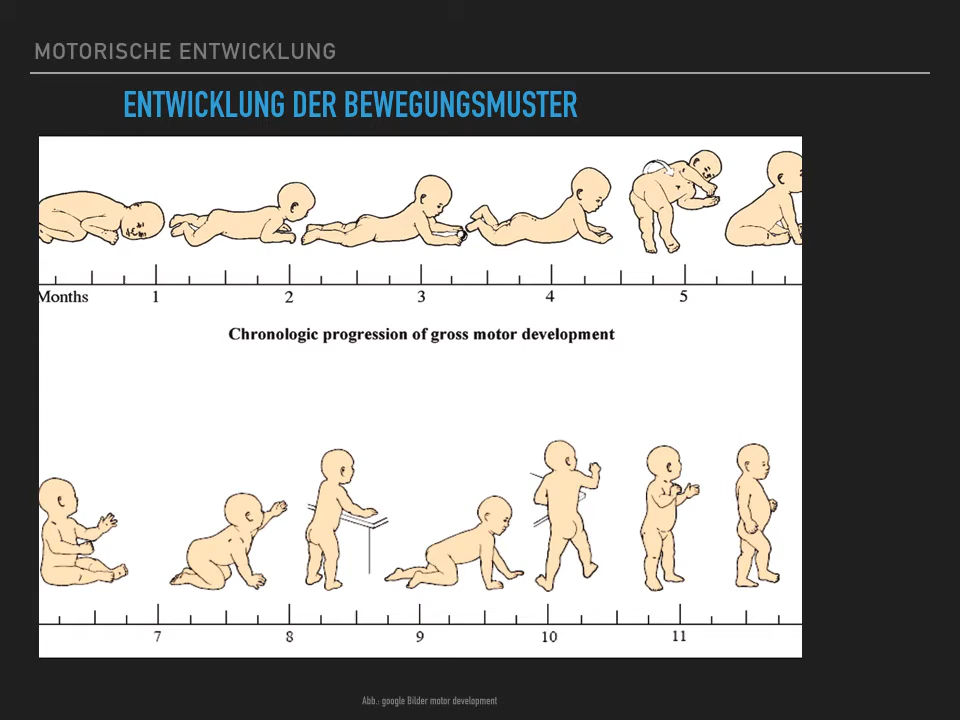 MOTORISCHE ENTWICKLUNG
ENTWICKLUNG DER BEWEGUNGSMUSTER
Months 1 2 3 4 5
Chronologic progression of gross motor development
7 8 9 10 11
Abb.: google Bilder motor development